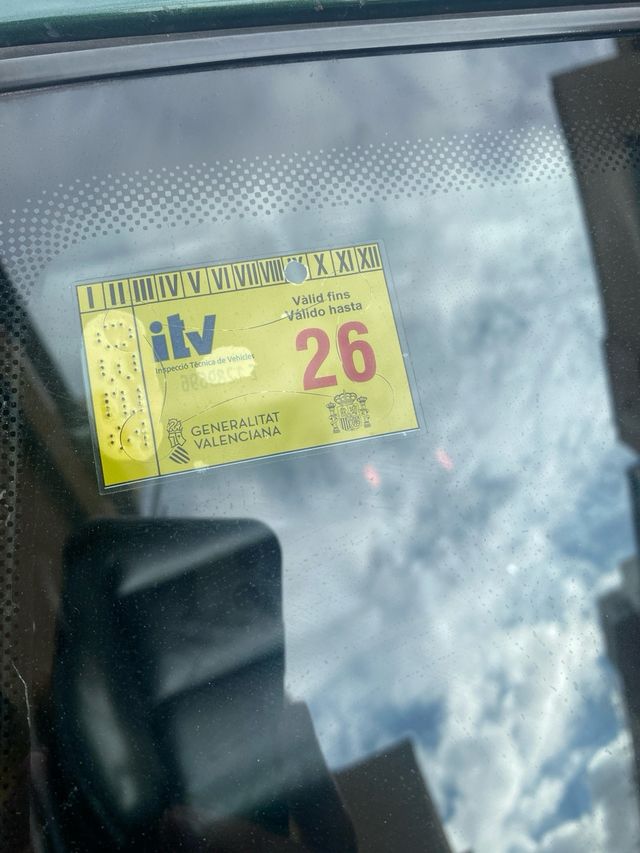 I II III IV V VI VII VIII IX X XI XII
itv
Inspecció Tècnica de Vehicles
Vàlid fins
Válido hasta
26
GENERALITAT
VALENCIANA